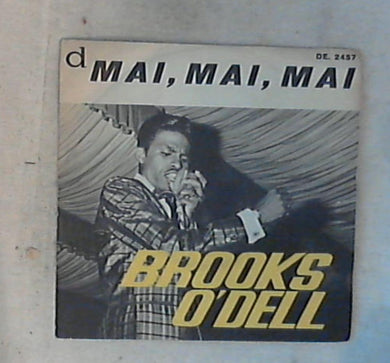 DE. 2457
d MAI, MAI, MAI
BROOKS
O'DELL